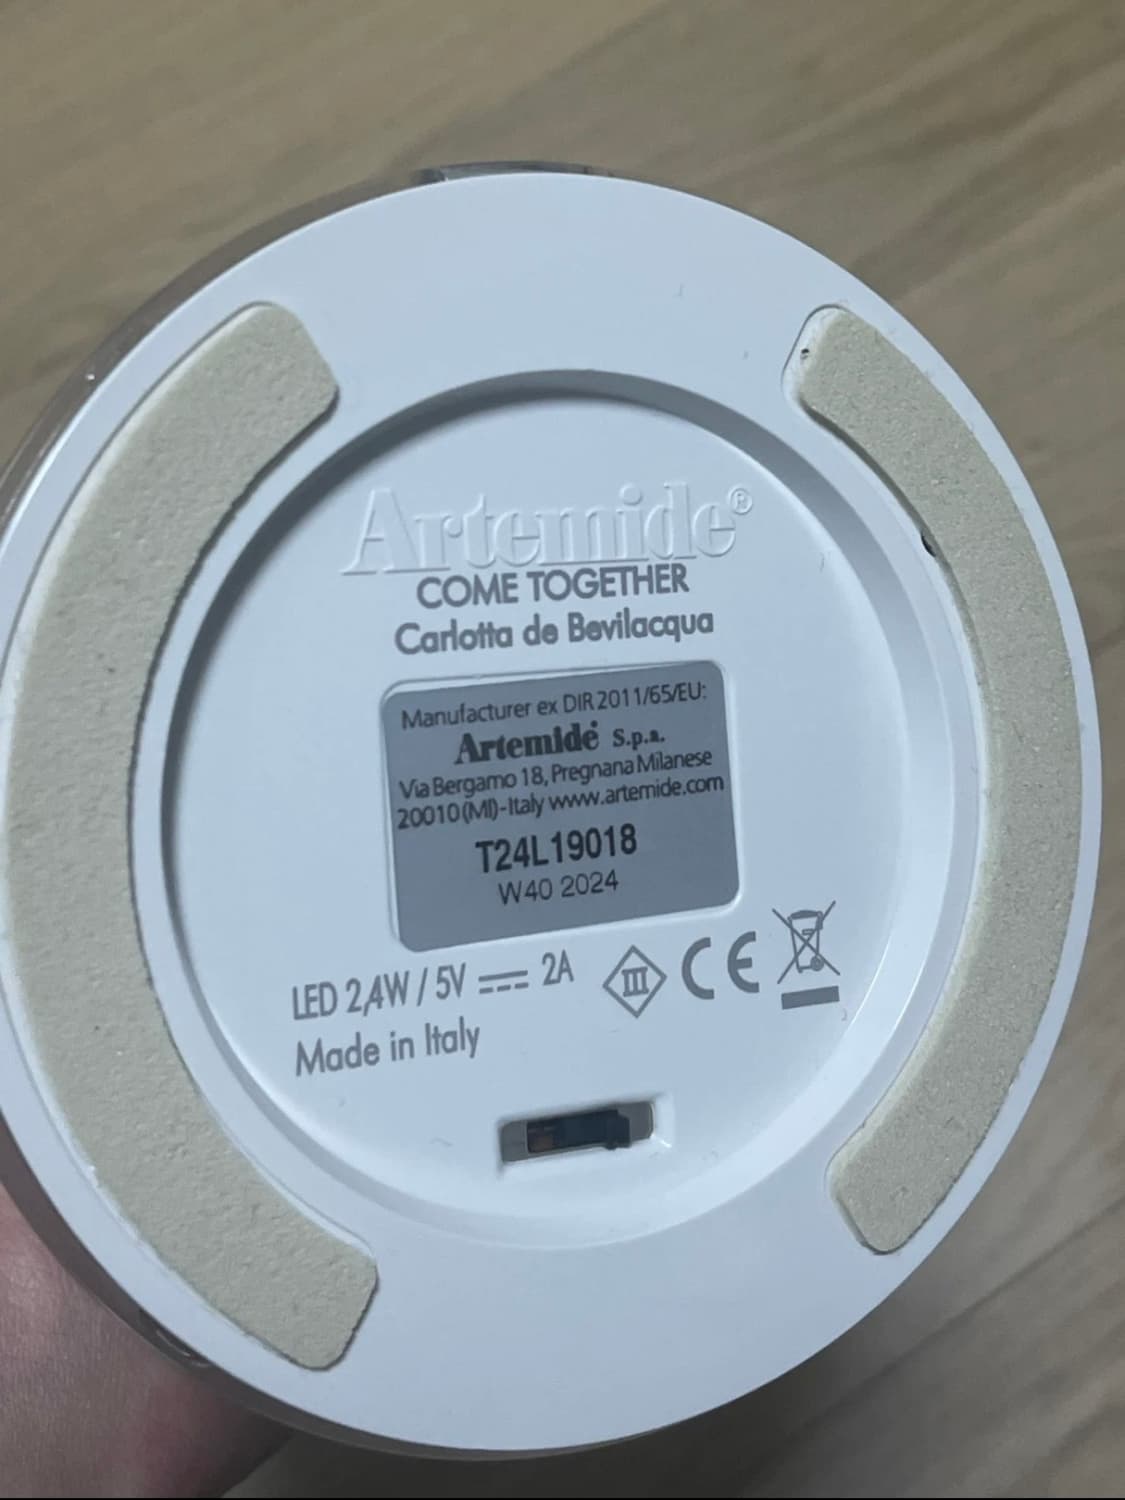 Artemide®
COME TOGETHER
Carlotta de Bevilacqua
Manufacturer ex DIR 2011/65/EU:
Artemide S.p.a.
Via Bergamo 18, Pregnana Milanese
20010 (MI)-Italy www.artemide.com
T24L19018
W40 2024
LED 2,4W / 5V ⎓ 2A III CE
Made in Italy